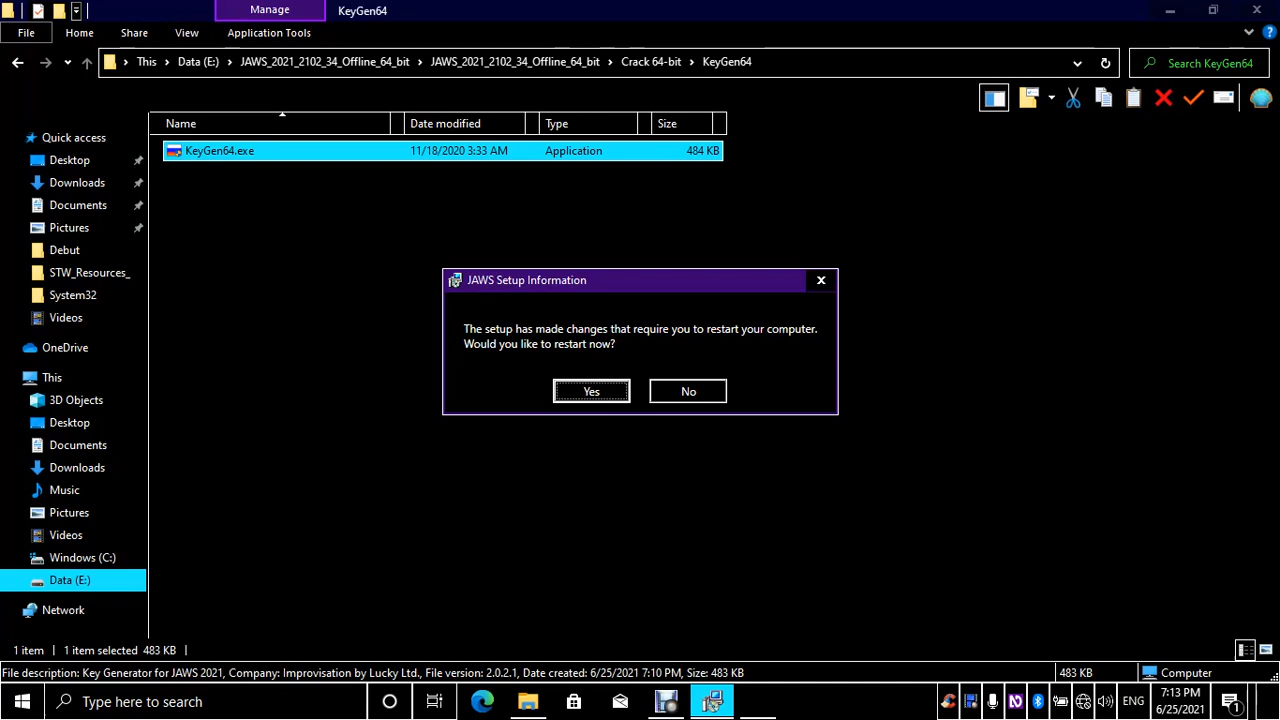 Manage
KeyGen64
File
Home
Share
View
Application Tools
This
Data (E:)
JAWS_2021_2102_34_Offline_64_bit
JAWS_2021_2102_34_Offline_64_bit
Crack 64-bit
KeyGen64
Search KeyGen64
Name
Date modified
Type
Size
KeyGen64.exe
11/18/2020 3:33 AM
Application
484 KB
Quick access
Desktop
Downloads
Documents
Pictures
Debut
STW_Resources_
System32
Videos
OneDrive
This
3D Objects
Desktop
Documents
Downloads
Music
Pictures
Videos
Windows (C:)
Data (E:)
Network
JAWS Setup Information
The setup has made changes that require you to restart your computer.
Would you like to restart now?
Yes
No
1 item
1 item selected 483 KB
File description: Key Generator for JAWS 2021, Company: Improvisation by Lucky Ltd., File version: 2.0.2.1, Date created: 6/25/2021 7:10 PM, Size: 483 KB
483 KB
Computer
Type here to search
ENG
7:13 PM
6/25/2021
1